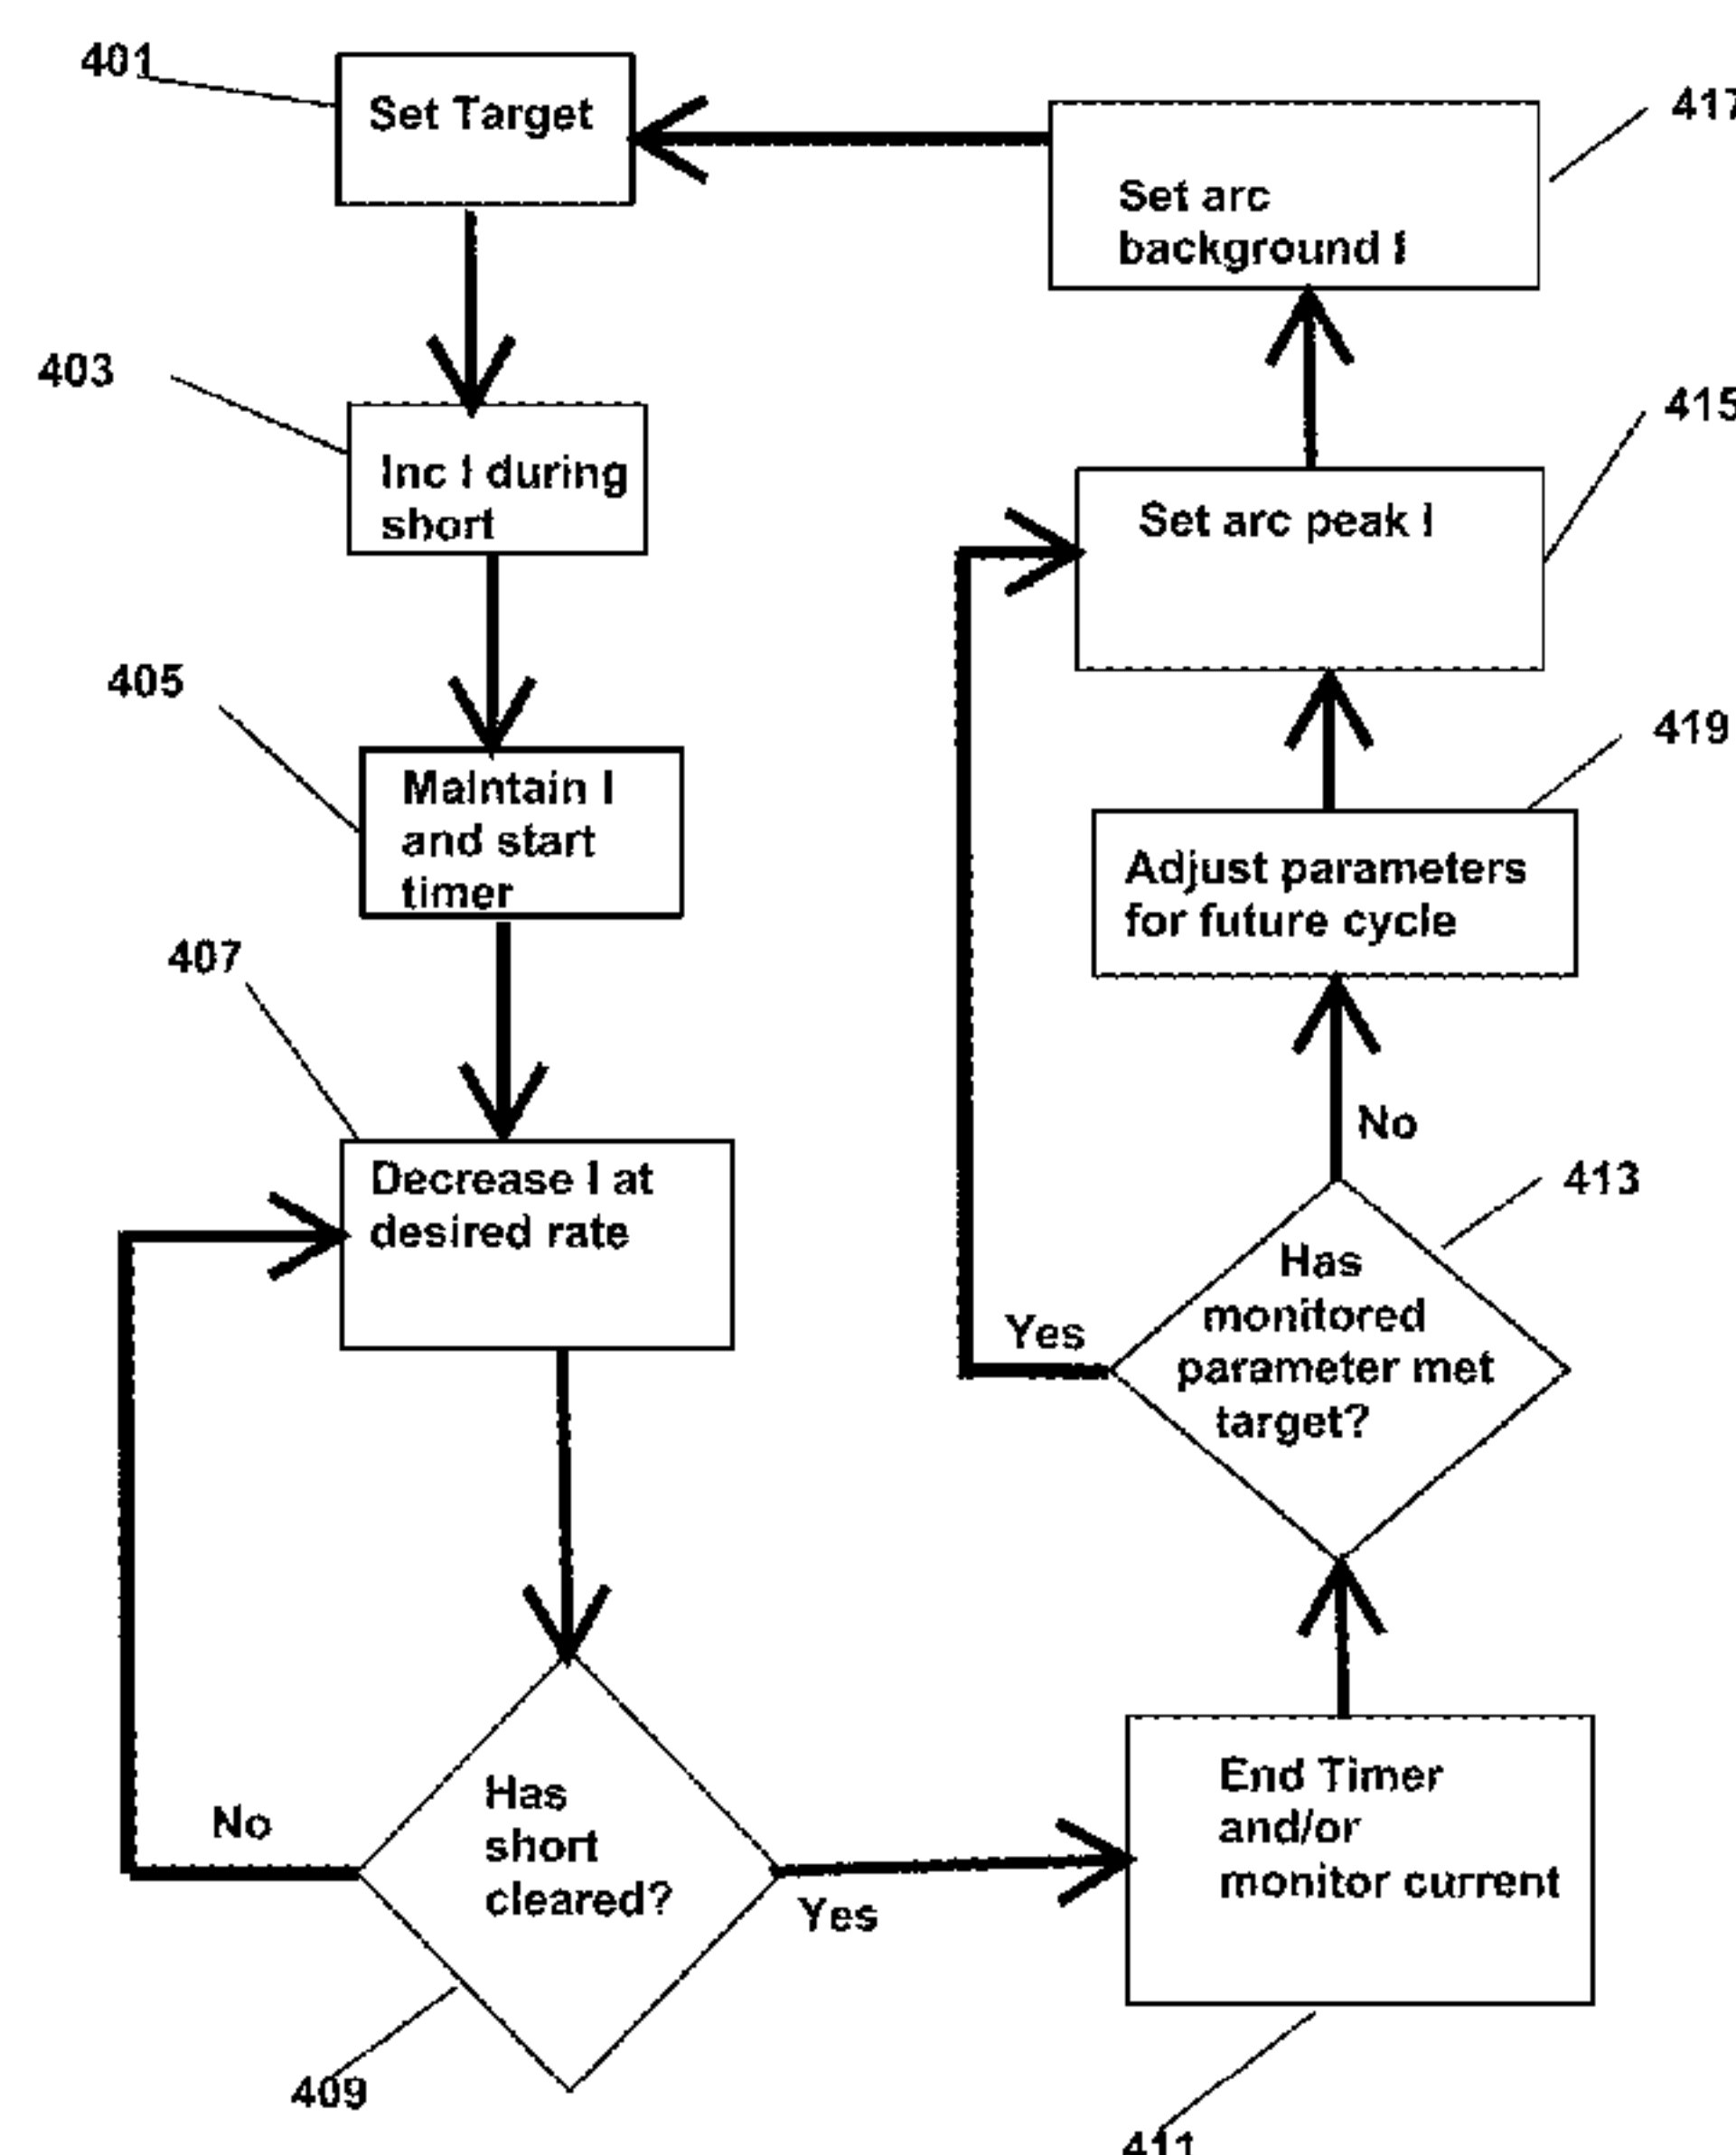 401
Set Target
417
Set arc
background I
403
Inc I during
short
415
Set arc peak I
405
Maintain I
and start
timer
419
Adjust parameters
for future cycle
407
Decrease I at
desired rate
No
413
Has
monitored
parameter met
target?
Yes
Has
short
cleared?
No
Yes
End Timer
and/or
monitor current
409
411